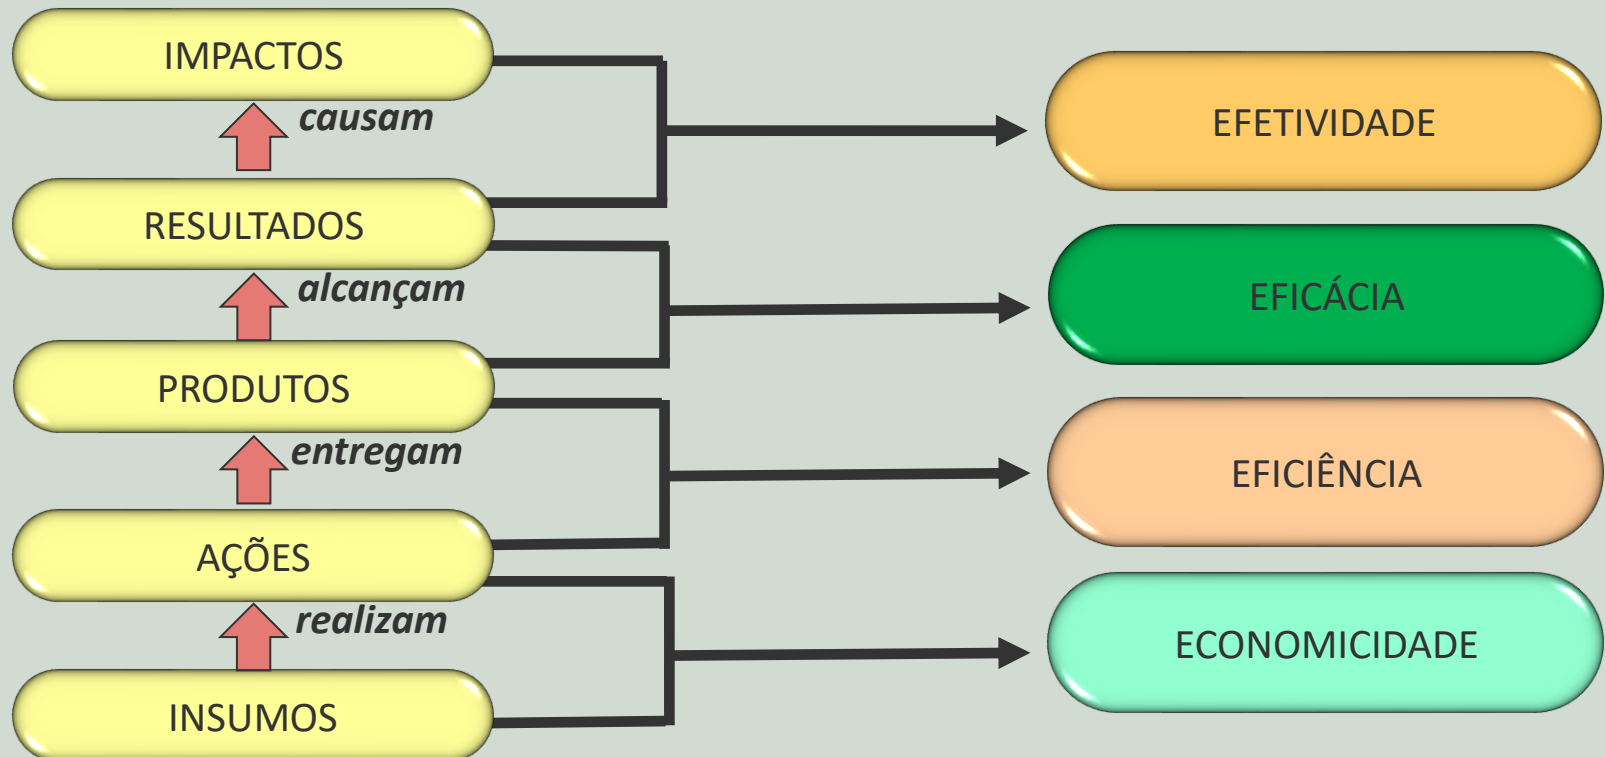 IMPACTOS
causam
RESULTADOS
alcançam
PRODUTOS
entregam
AÇÕES
realizam
INSUMOS
EFETIVIDADE
EFICÁCIA
EFICIÊNCIA
ECONOMICIDADE